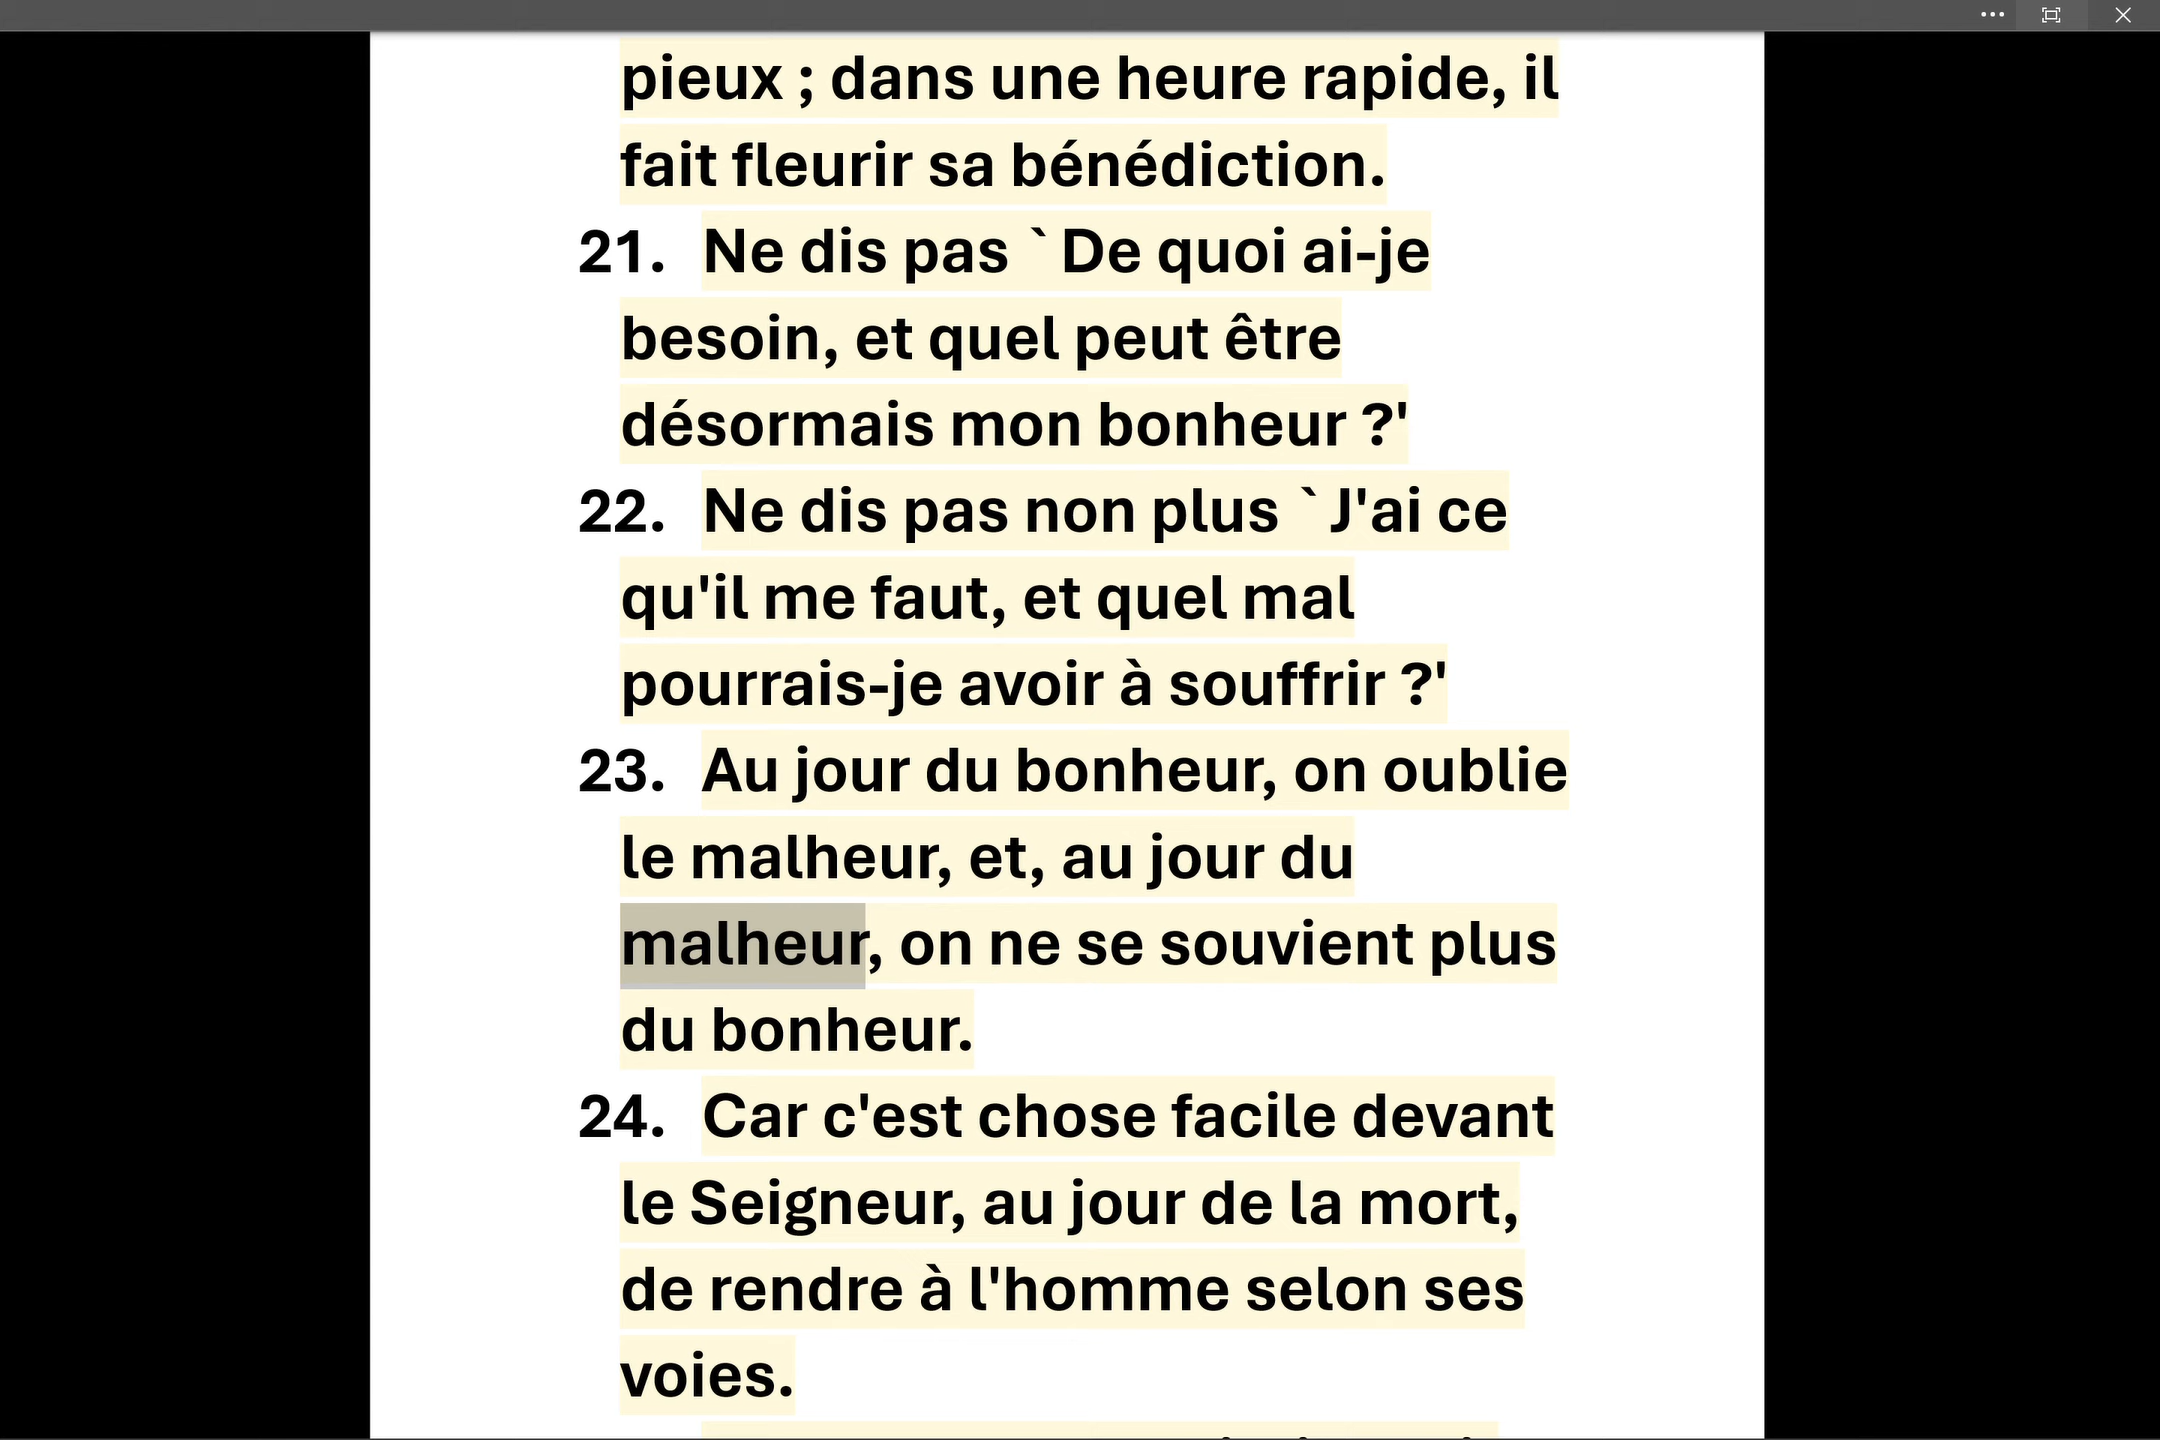 pieux ; dans une heure rapide, il
fait fleurir sa bénédiction.
21. Ne dis pas `De quoi ai-je
besoin, et quel peut être
désormais mon bonheur ?'
22. Ne dis pas non plus `J'ai ce
qu'il me faut, et quel mal
pourrais-je avoir à souffrir ?'
23. Au jour du bonheur, on oublie
le malheur, et, au jour du
malheur, on ne se souvient plus
du bonheur.
24. Car c'est chose facile devant
le Seigneur, au jour de la mort,
de rendre à l'homme selon ses
voies.